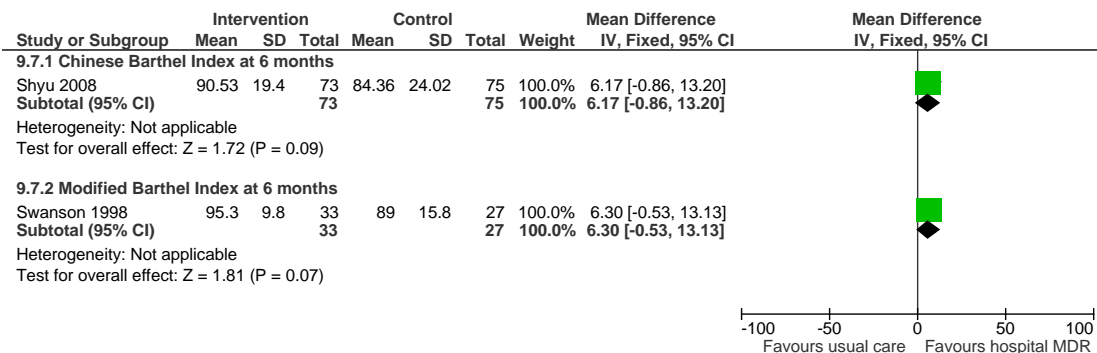 Intervention Control Mean Difference Mean Difference
Study or Subgroup Mean SD Total Mean SD Total Weight IV, Fixed, 95% CI IV, Fixed, 95% CI
9.7.1 Chinese Barthel Index at 6 months
Shyu 2008 90.53 19.4 73 84.36 24.02 75 100.0% 6.17 [-0.86, 13.20]
Subtotal (95% CI) 73 75 100.0% 6.17 [-0.86, 13.20]
Heterogeneity: Not applicable
Test for overall effect: Z = 1.72 (P = 0.09)
9.7.2 Modified Barthel Index at 6 months
Swanson 1998 95.3 9.8 33 89 15.8 27 100.0% 6.30 [-0.53, 13.13]
Subtotal (95% CI) 33 27 100.0% 6.30 [-0.53, 13.13]
Heterogeneity: Not applicable
Test for overall effect: Z = 1.81 (P = 0.07)
-100 -50 0 50 100
Favours usual care Favours hospital MDR